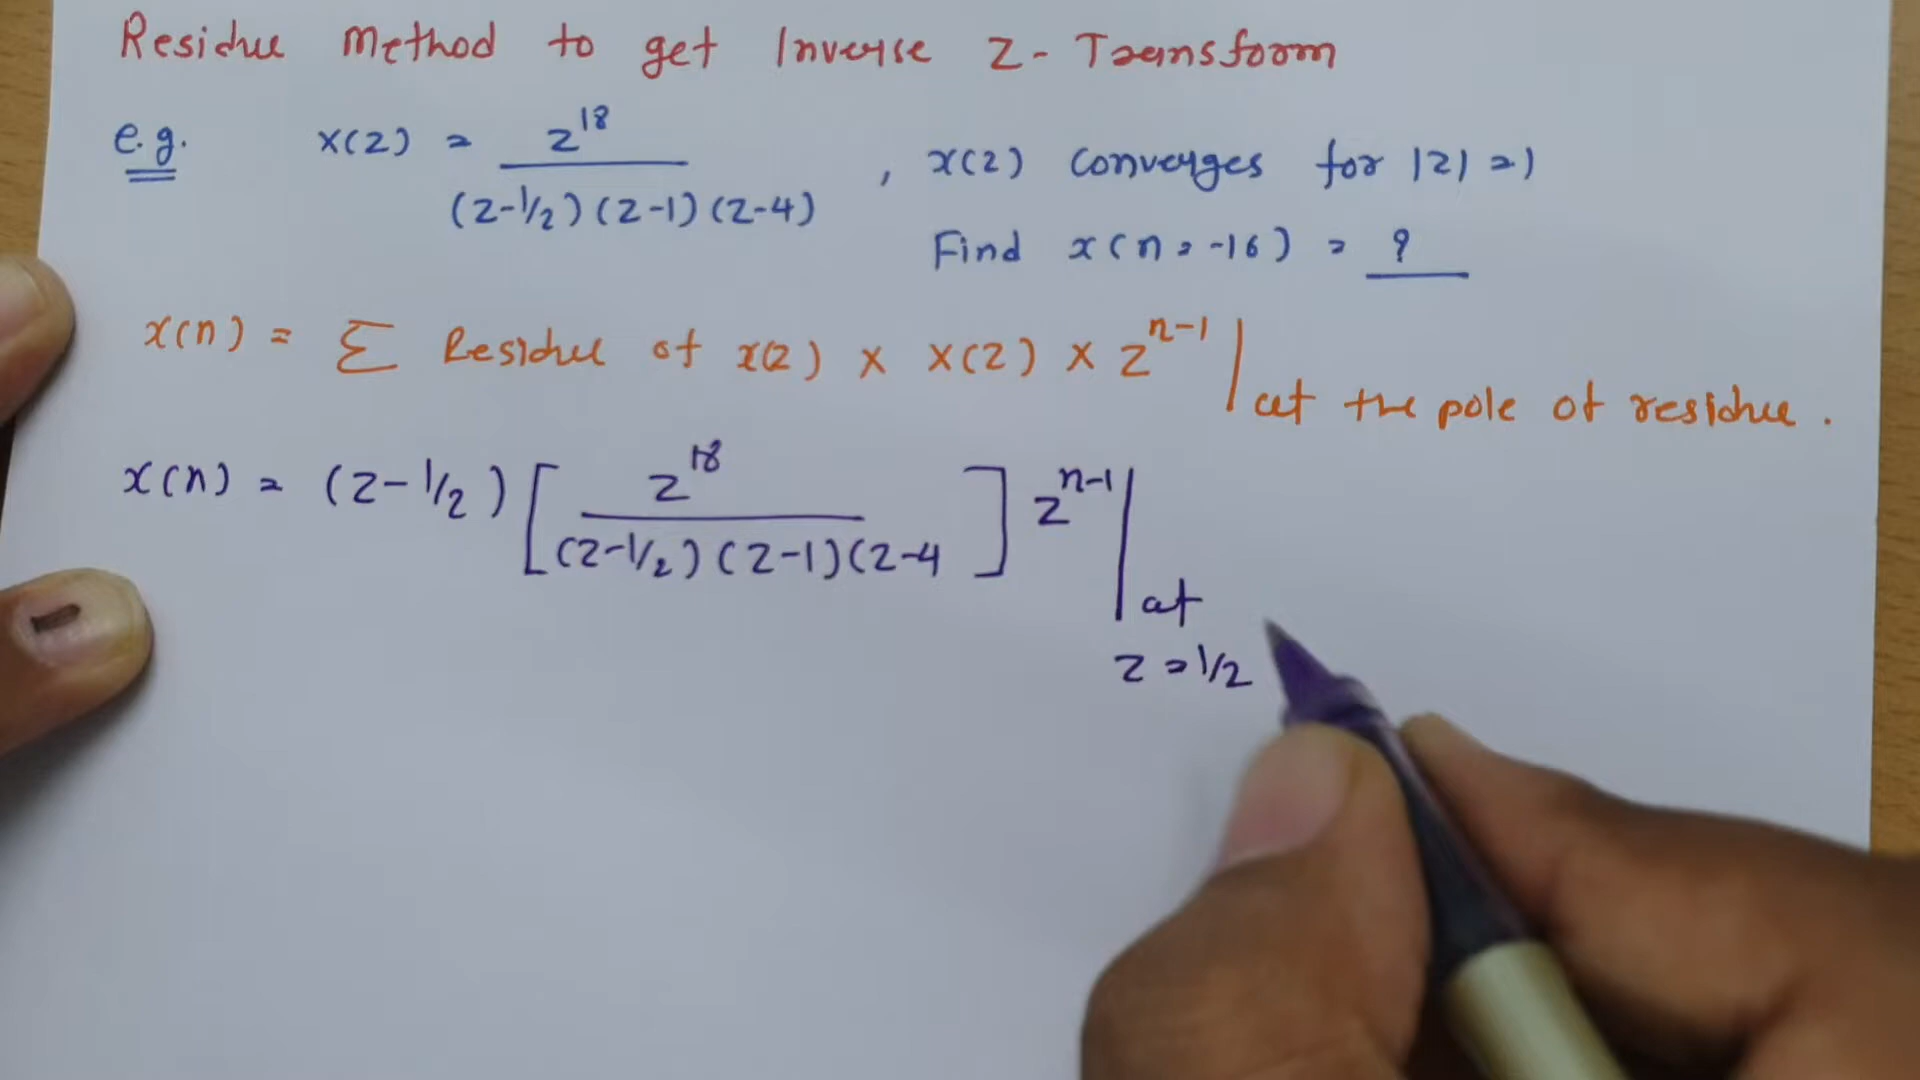 Residue Method to get Inverse Z-Transform
e.g. X(Z) = Z^18 / (Z-1/2)(Z-1)(Z-4) , X(Z) Converges for |Z| = 1
Find x(n = -16) = ?
x(n) = Σ Residue of X(Z) × X(Z) × Z^n-1 | at the pole of residue.
x(n) = (Z-1/2) [ Z^18 / (Z-1/2)(Z-1)(Z-4 ] Z^n-1 | at
Z = 1/2